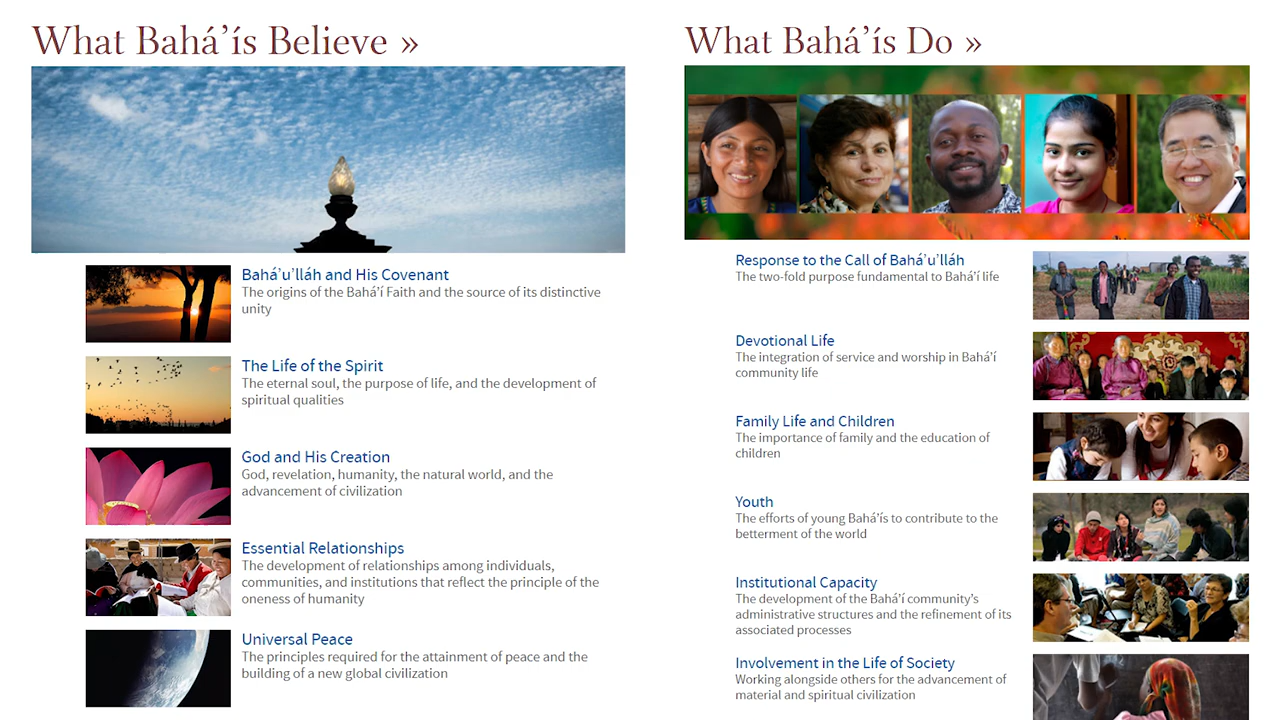 What Bahá’ís Believe »
Bahá’u’lláh and His Covenant
The origins of the Bahá’í Faith and the source of its distinctive
unity
The Life of the Spirit
The eternal soul, the purpose of life, and the development of
spiritual qualities
God and His Creation
God, revelation, humanity, the natural world, and the
advancement of civilization
Essential Relationships
The development of relationships among individuals,
communities, and institutions that reflect the principle of the
oneness of humanity
Universal Peace
The principles required for the attainment of peace and the
building of a new global civilization
What Bahá’ís Do »
Response to the Call of Bahá’u’lláh
The two-fold purpose fundamental to Bahá’í life
Devotional Life
The integration of service and worship in Bahá’í
community life
Family Life and Children
The importance of family and the education of
children
Youth
The efforts of young Bahá’ís to contribute to the
betterment of the world
Institutional Capacity
The development of the Bahá’í community’s
administrative structures and the refinement of its
associated processes
Involvement in the Life of Society
Working alongside others for the advancement of
material and spiritual civilization